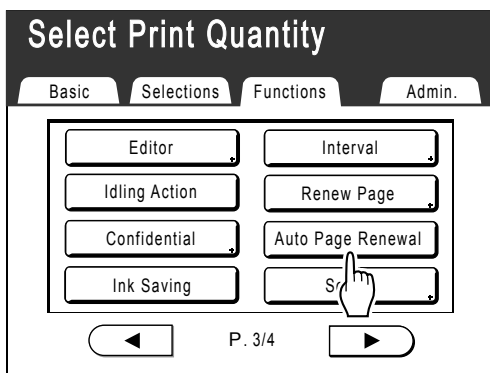 Select Print Quantity
Basic Selections Functions Admin.
Editor Interval
Idling Action Renew Page
Confidential Auto Page Renewal
Ink Saving
P. 3/4